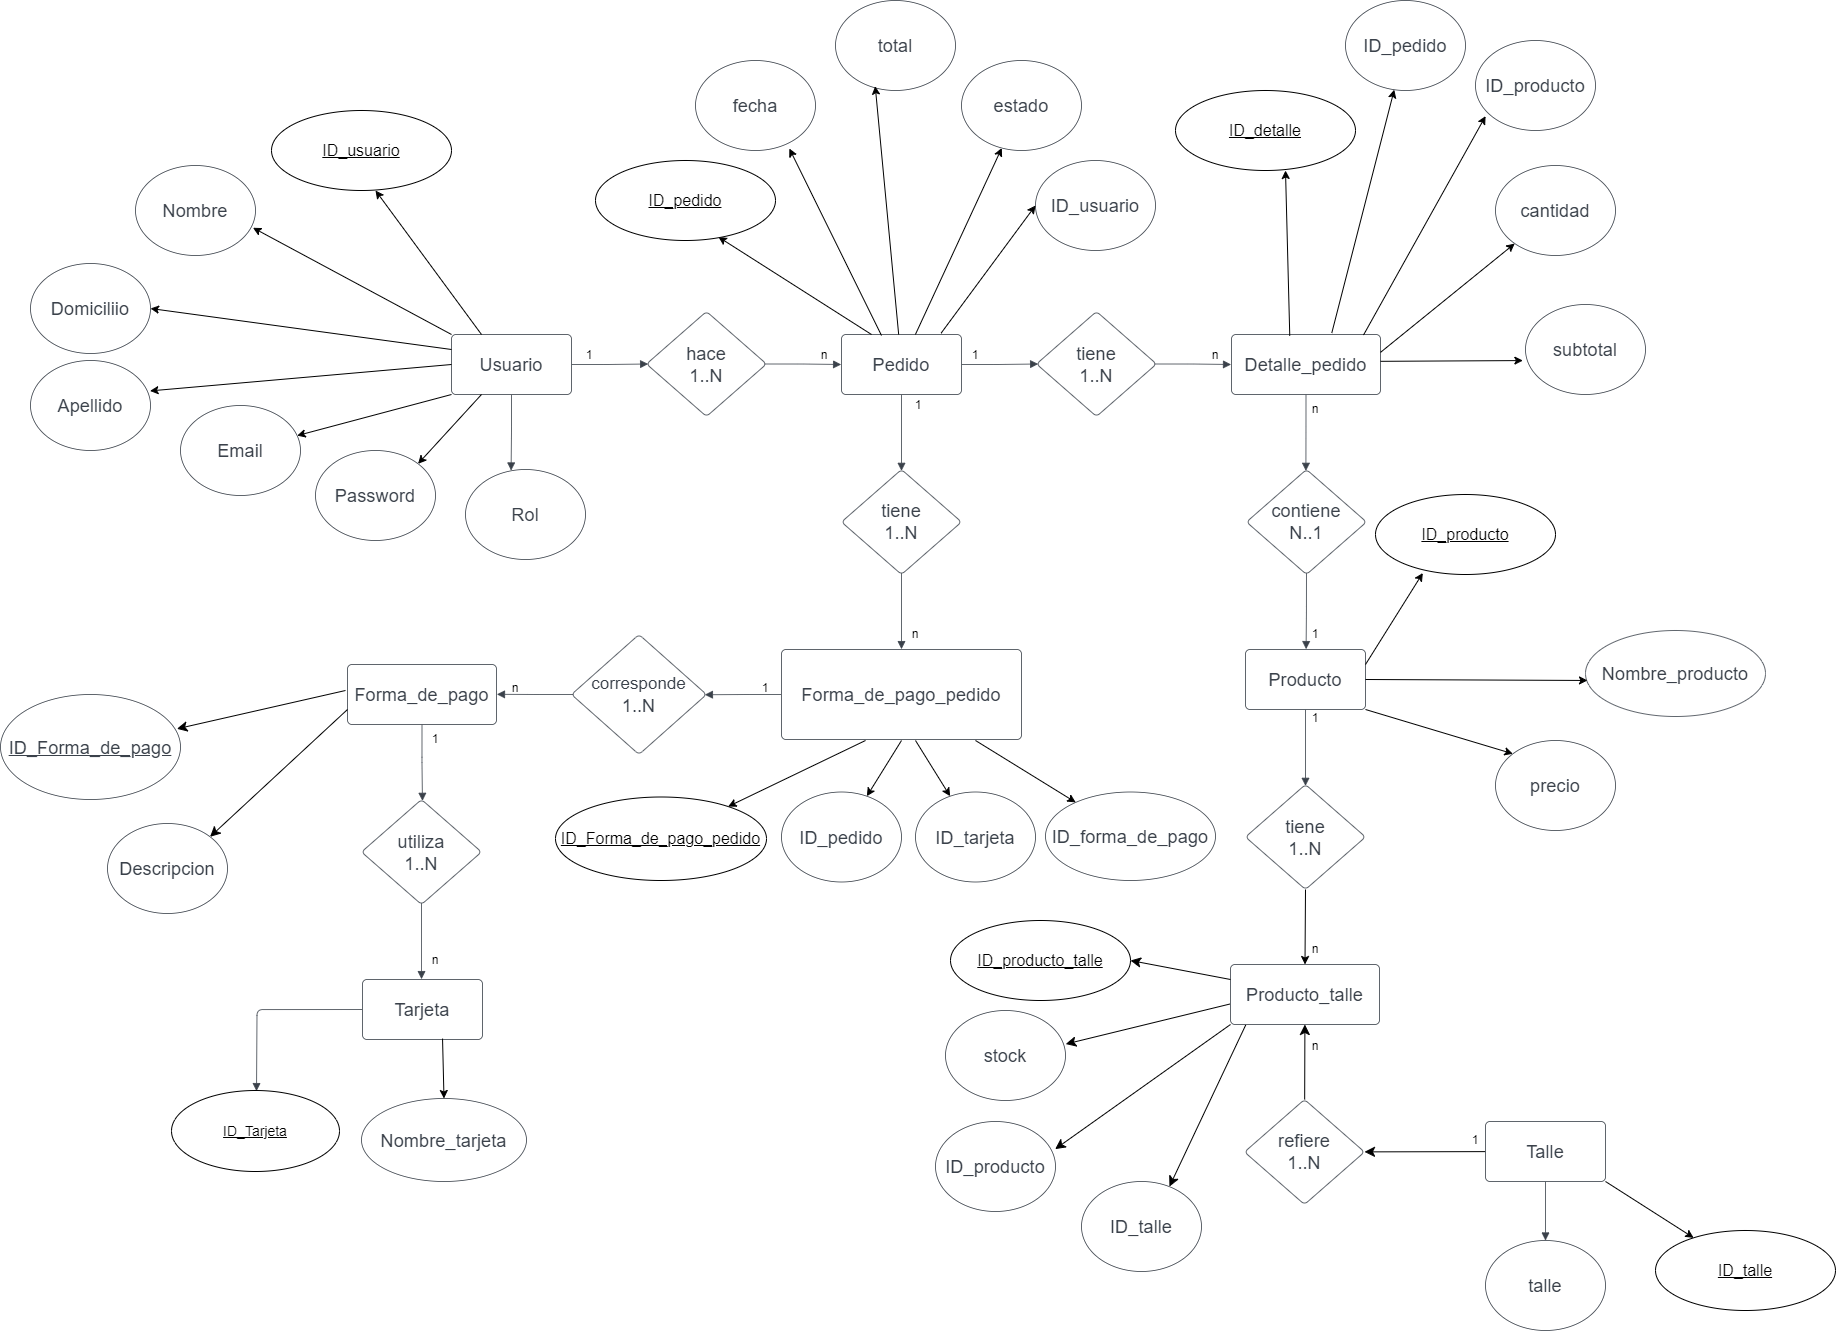 total
ID_pedido
fecha
estado
ID_producto
ID_detalle
ID_usuario
ID_pedido
ID_usuario
Nombre
cantidad
Domiciliio
subtotal
Usuario
1
hace
1..N
n
Pedido
1
tiene
1..N
n
Detalle_pedido
Apellido
1
n
Email
Password
Rol
tiene
1..N
contiene
N..1
ID_producto
n
1
Forma_de_pago
n
corresponde
1..N
1
Forma_de_pago_pedido
Producto
Nombre_producto
1
ID_Forma_de_pago
1
precio
Descripcion
utiliza
1..N
ID_Forma_de_pago_pedido
ID_pedido
ID_tarjeta
ID_forma_de_pago
tiene
1..N
n
n
ID_producto_talle
Producto_talle
Tarjeta
stock
n
ID_Tarjeta
Nombre_tarjeta
ID_producto
refiere
1..N
1
Talle
ID_talle
talle
ID_talle